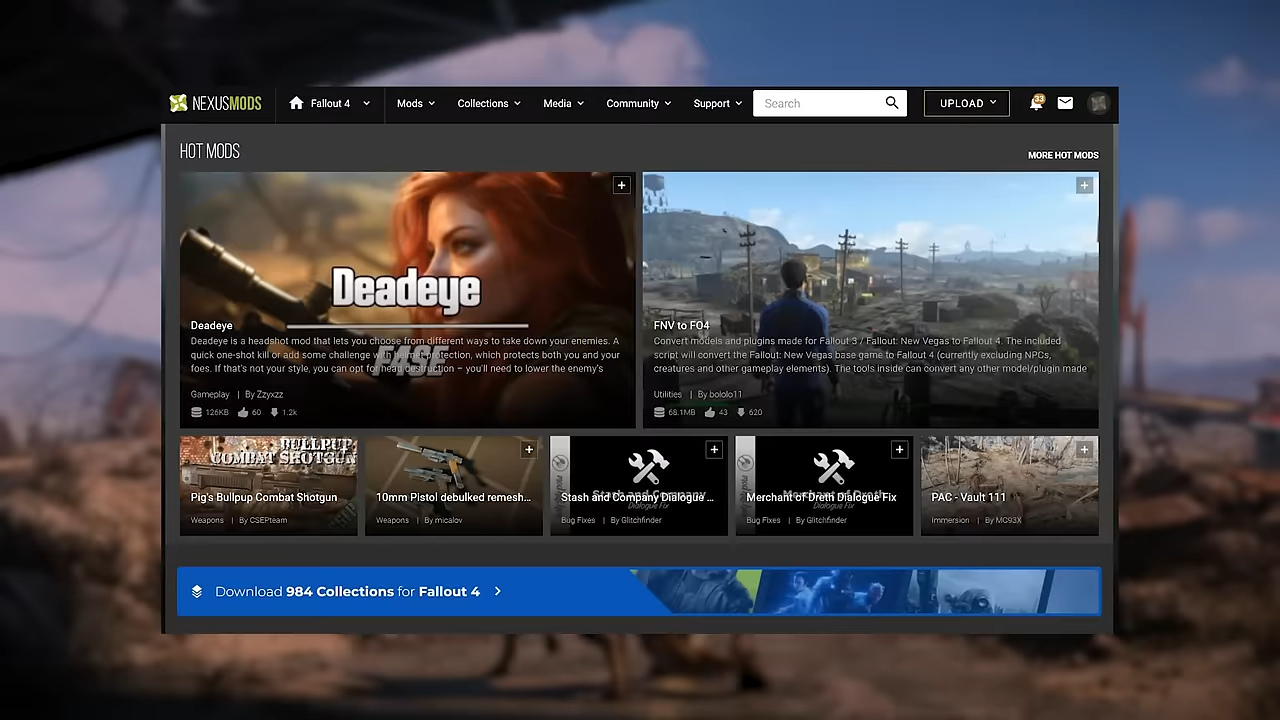 NEXUSMODS
Fallout 4
Mods
Collections
Media
Community
Support
Search
UPLOAD
HOT MODS
MORE HOT MODS
Deadeye
Deadeye
Deadeye is a headshot mod that lets you choose from different ways to take down your enemies. A
quick one-shot kill or add some challenge with helmet protection, which protects both you and your
foes. If that's not your style, you can opt for head destruction – you'll need to lower the enemy's
Gameplay | By Zzyxzz
126KB 60 1.2k
FNV to FO4
Convert models and plugins made for Fallout 3 / Fallout: New Vegas to Fallout 4. The included
script will convert the Fallout: New Vegas base game to Fallout 4 (currently excluding NPC's,
creatures and other gameplay elements). The tools inside can convert any other model/plugin made
Utilities | By bololo11
68.1MB 43 620
BULLPUP
COMBAT SHOTGUN
Pig's Bullpup Combat Shotgun
Weapons | By CSEPteam
10mm Pistol debulked remesh...
Weapons | By micalov
Stash and Company Dialogue ...
Dialogue Fix
Bug Fixes | By Glitchfinder
Merchant of Dreth Dialogue Fix
Dialogue Fix
Bug Fixes | By Glitchfinder
PAC - Vault 111
Immersion | By MC93X
Download 984 Collections for Fallout 4